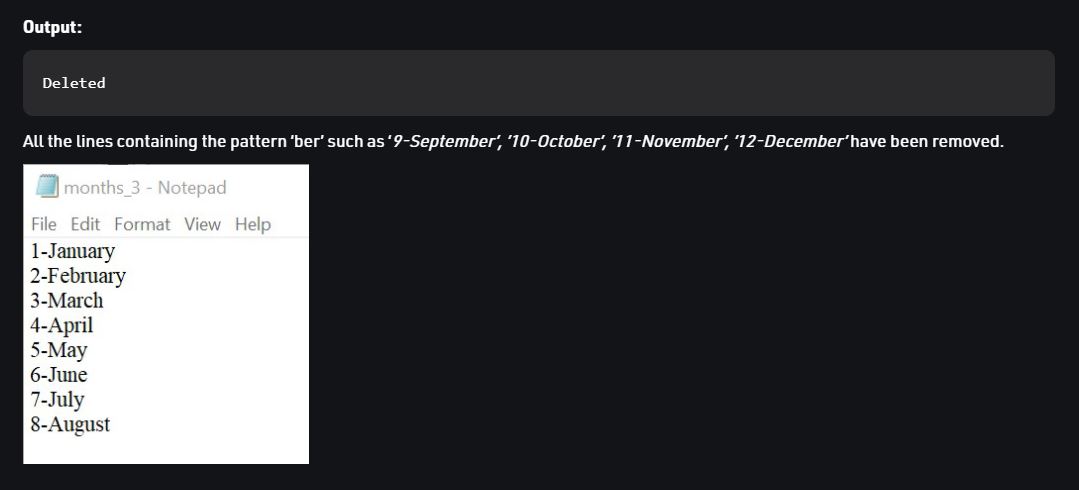 Output:
Deleted
All the lines containing the pattern ‘ber’ such as ‘9-September’, ‘10-October’, ‘11-November’, ‘12-December’ have been removed.
months_3 - Notepad
File Edit Format View Help
1-January
2-February
3-March
4-April
5-May
6-June
7-July
8-August